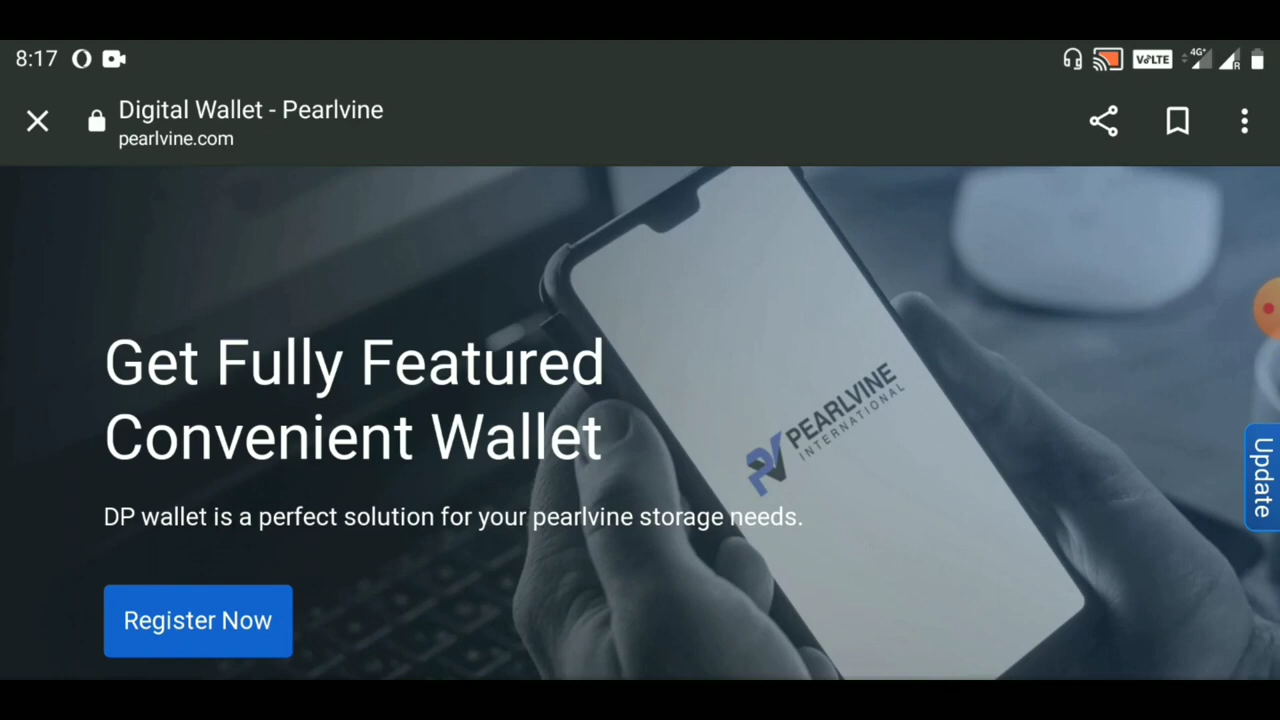 8:17
4G+
VoLTE
R
Digital Wallet - Pearlvine
pearlvine.com
Get Fully Featured
Convenient Wallet
DP wallet is a perfect solution for your pearlvine storage needs.
Register Now
PEARLVINE
INTERNATIONAL
Update